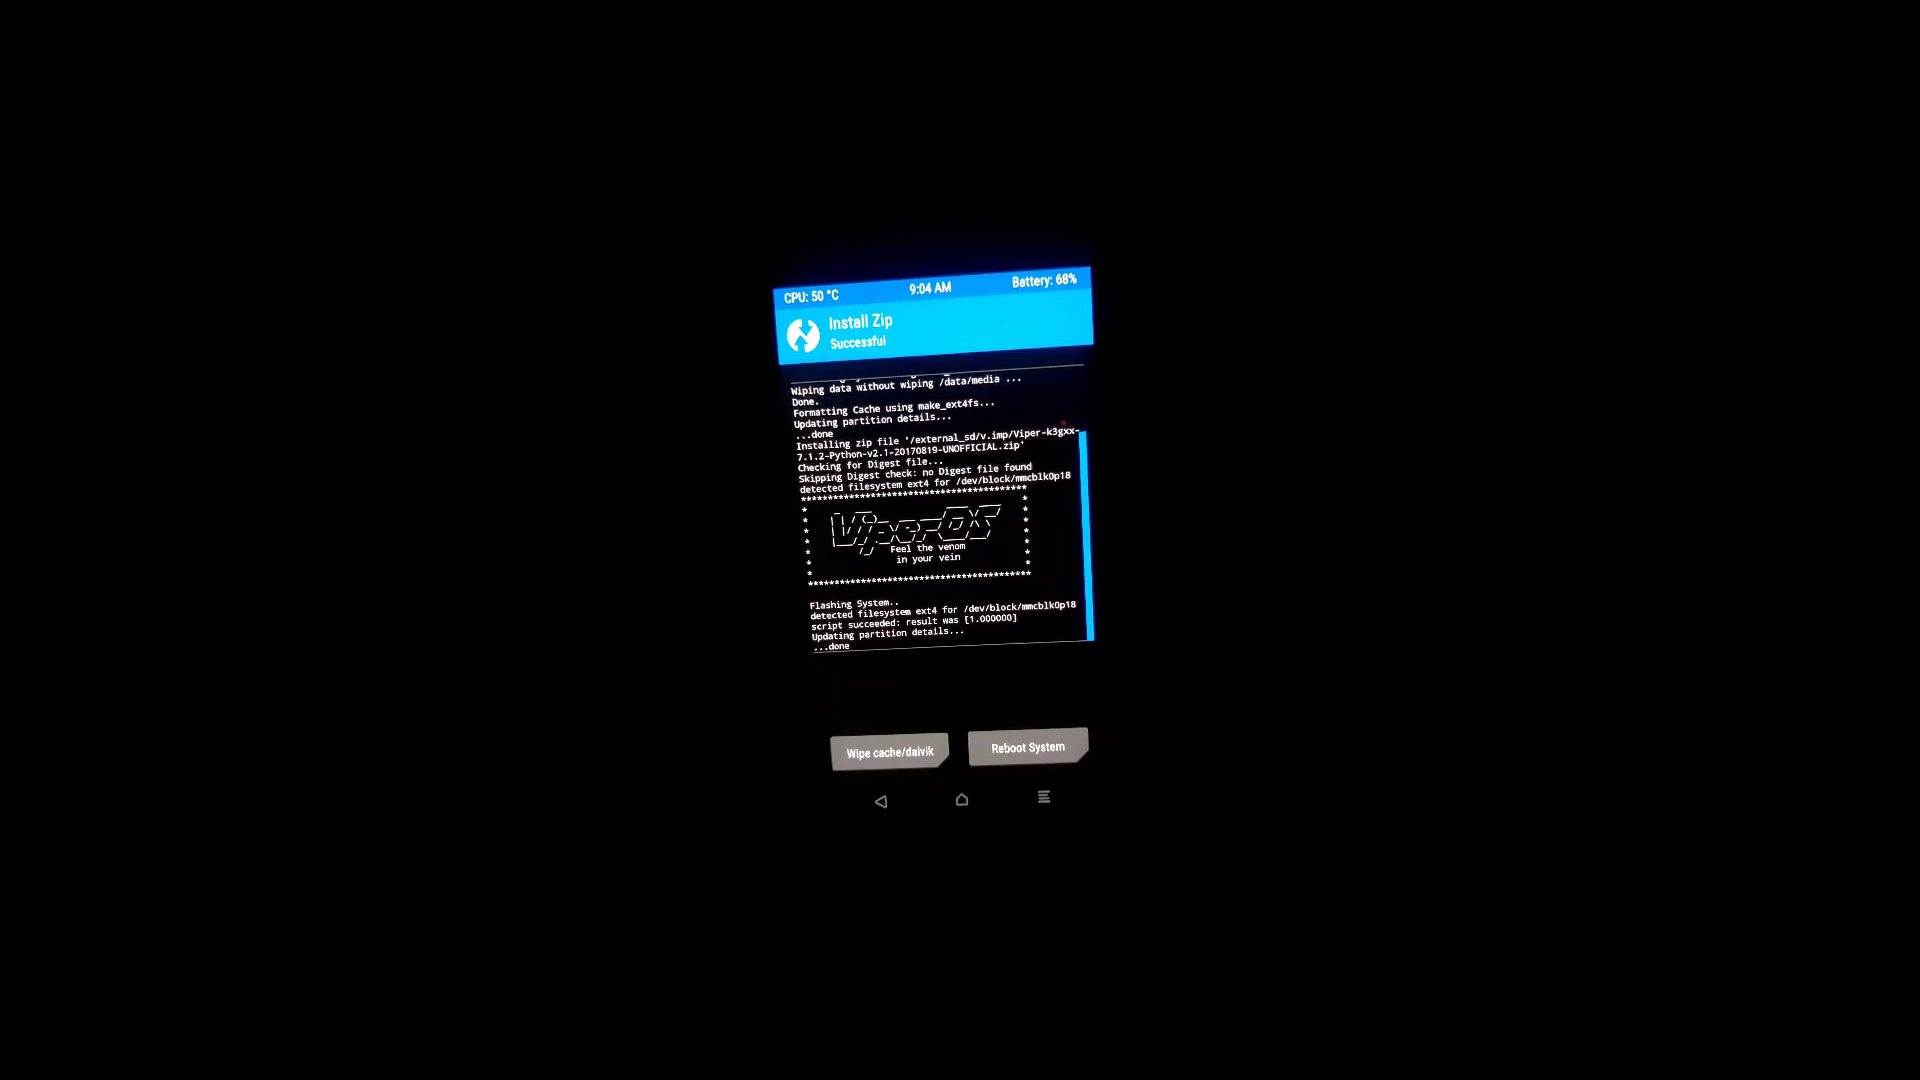 CPU: 50 °C 9:04 AM Battery: 68%
Install Zip
Successful
Wiping data without wiping /data/media ...
Done.
Formatting Cache using make_ext4fs...
Updating partition details...
...done
Installing zip file '/external_sd/v.imp/Viper-k3gxx-
7.1.2-Python-v2.1-20170819-UNOFFICIAL.zip'
Checking for Digest file...
Skipping Digest check: no Digest file found
detected filesystem ext4 for /dev/block/mmcblk0p18
ViperOS
Feel the venom
in your vein
Flashing System..
detected filesystem ext4 for /dev/block/mmcblk0p18
script succeeded: result was [1.000000]
Updating partition details...
...done
Wipe cache/dalvik Reboot System